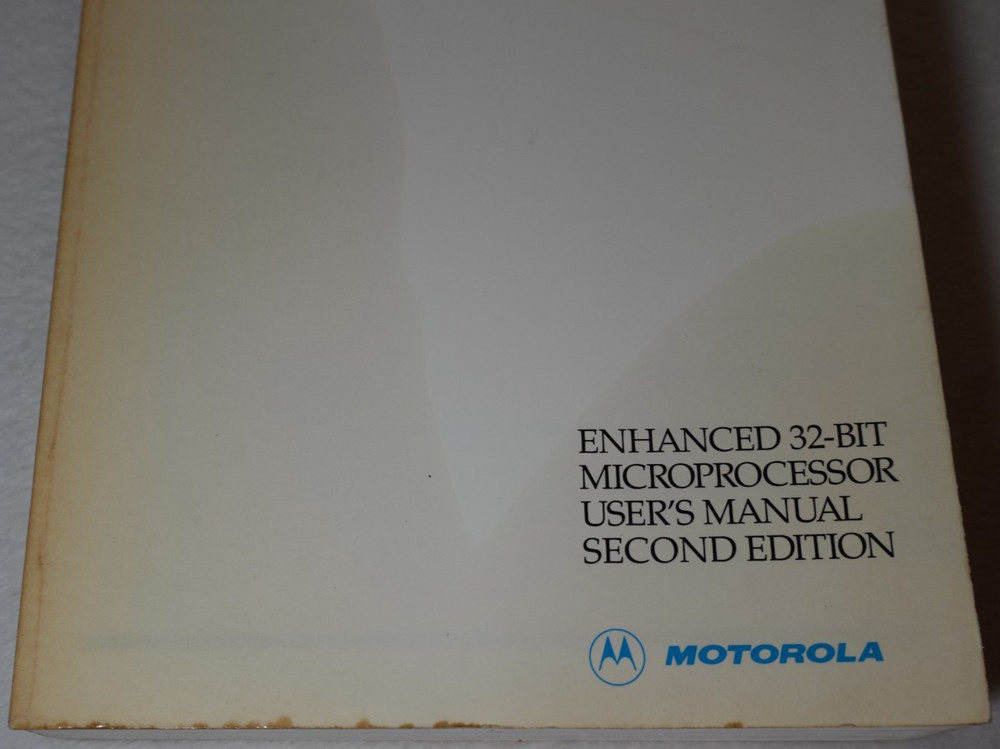 ENHANCED 32-BIT
MICROPROCESSOR
USER'S MANUAL
SECOND EDITION
MOTOROLA